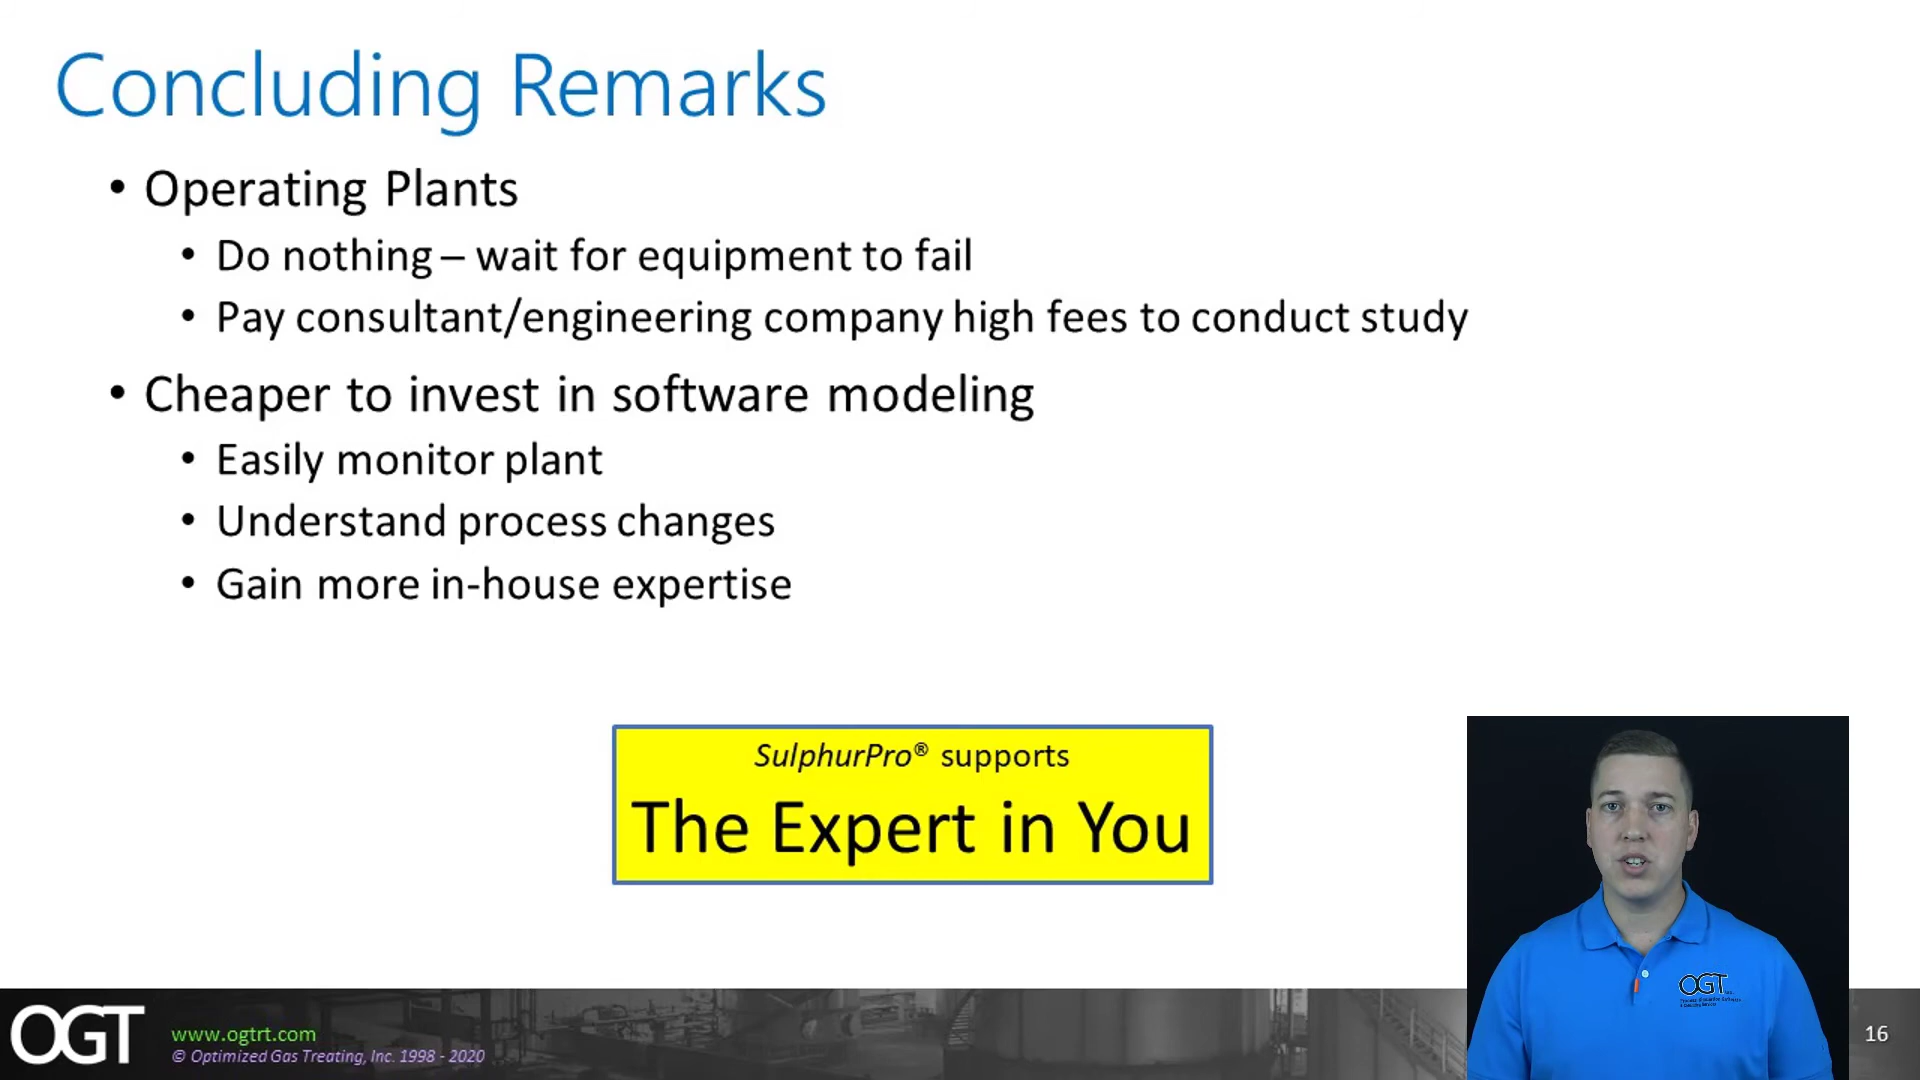 Concluding Remarks
• Operating Plants
• Do nothing – wait for equipment to fail
• Pay consultant/engineering company high fees to conduct study
• Cheaper to invest in software modeling
• Easily monitor plant
• Understand process changes
• Gain more in-house expertise
SulphurPro® supports
The Expert in You
OGT
OGT
www.ogtrt.com
© Optimized Gas Treating, Inc. 1998 - 2020
16